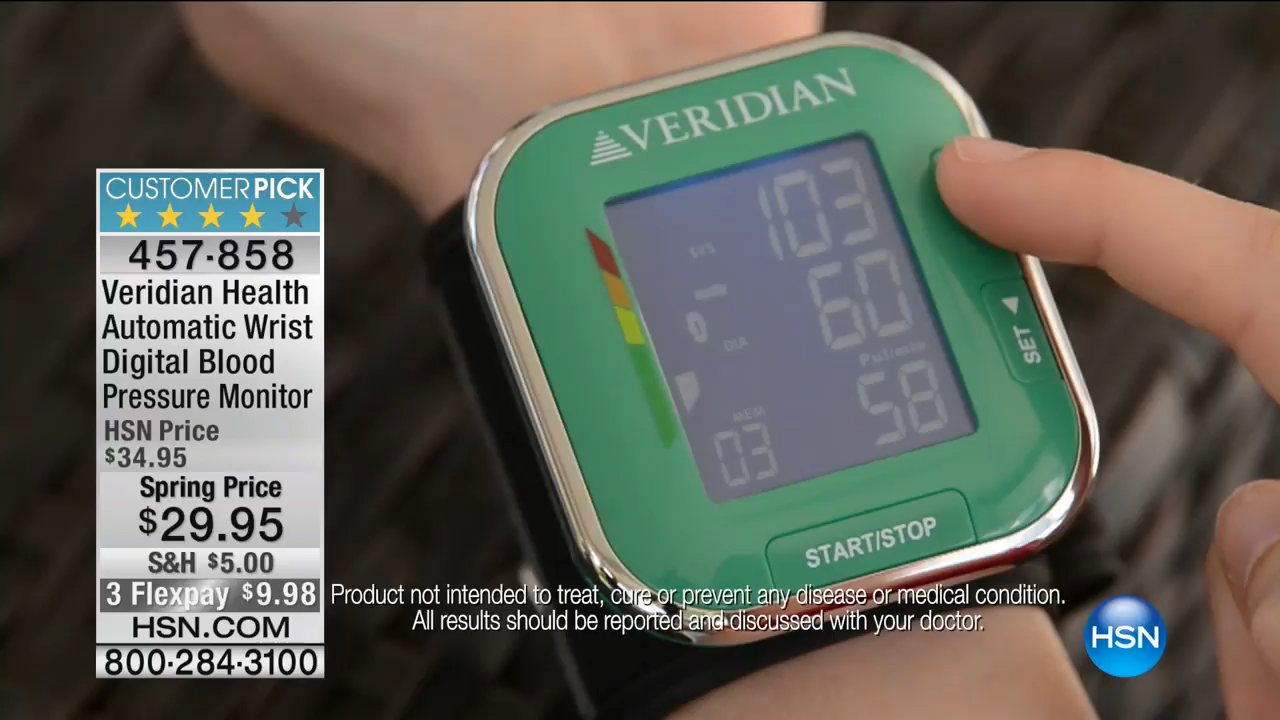 CUSTOMER PICK
457-858
Veridian Health
Automatic Wrist
Digital Blood
Pressure Monitor
HSN Price
$34.95
Spring Price
$29.95
S&H $5.00
3 Flexpay $9.98
HSN.COM
800-284-3100
VERIDIAN
SYS
103
DIA
60
Pul/min
58
MEM
03
SET
START/STOP
Product not intended to treat, cure or prevent any disease or medical condition.
All results should be reported and discussed with your doctor.
HSN